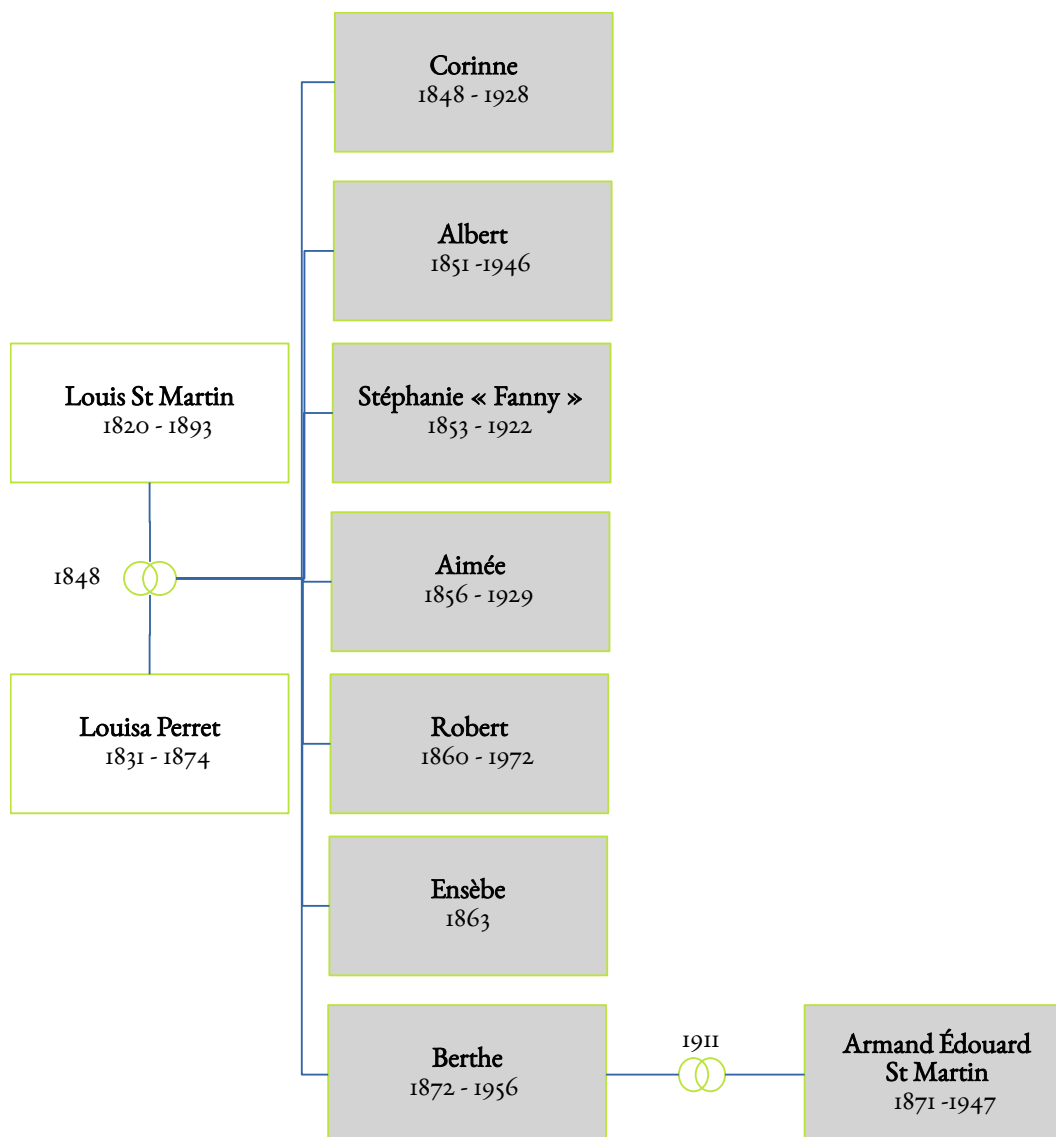 Corinne
1848 - 1928
Albert
1851 -1946
Louis St Martin
1820 - 1893
Stéphanie « Fanny »
1853 - 1922
1848
Aimée
1856 - 1929
Louisa Perret
1831 - 1874
Robert
1860 - 1972
Ensèbe
1863
Berthe
1872 - 1956
1911
Armand Édouard
St Martin
1871 -1947